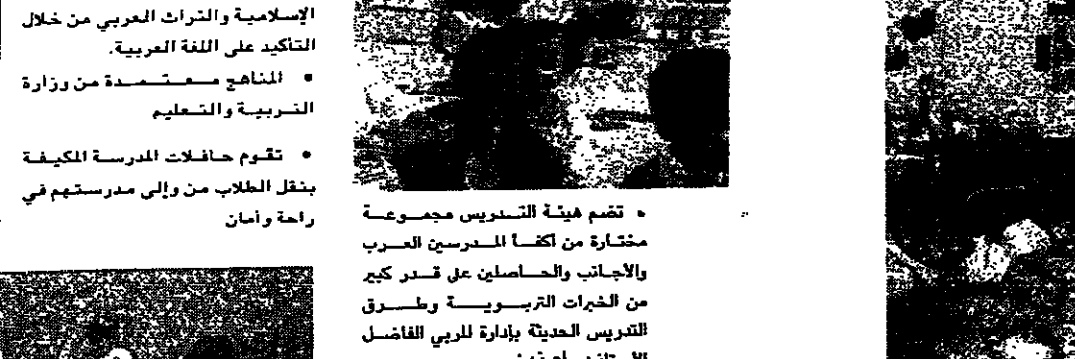 تضم هيئة التدريس مجموعة
مختارة من اكفأ المدرسين العرب
والأجانب والحاصلين على قدر كبير
من الخبرات التربوية وطرق
التدريس الحديثة بإدارة المربي الفاضل
الإسلامية والتراث العربي من خلال
التأكيد على اللغة العربية.
• المناهج معتمدة من وزارة
التربية والتعليم
• تقوم حافلات المدرسة المكيفة
بنقل الطلاب من وإلى مدرستهم في
راحة وأمان